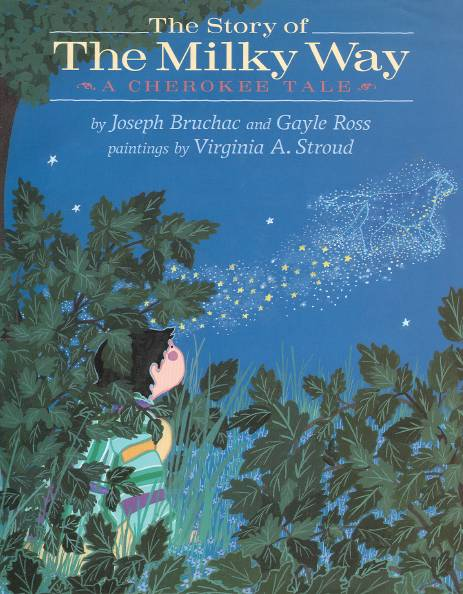 The Story of
The Milky Way
A CHEROKEE TALE
by Joseph Bruchac and Gayle Ross
paintings by Virginia A. Stroud